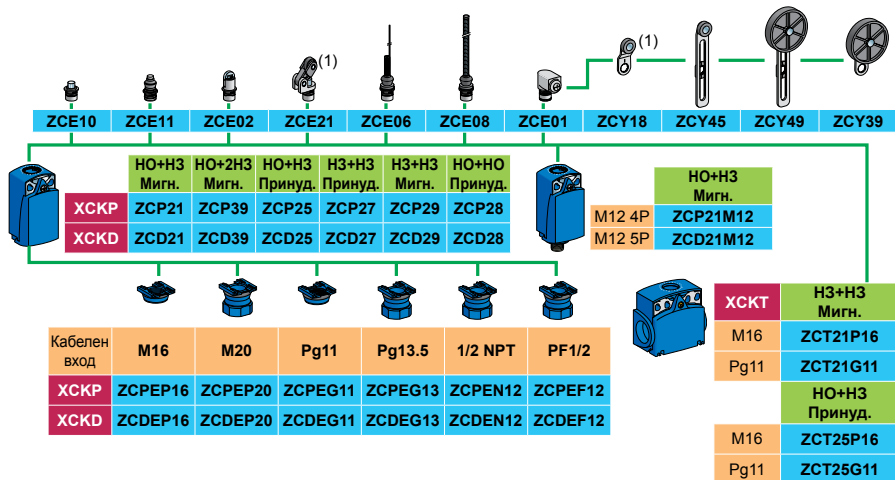 (1)
(1)
ZCE10 ZCE11 ZCE02 ZCE21 ZCE06 ZCE08 ZCE01 ZCY18 ZCY45 ZCY49 ZCY39
НО+НЗ НО+2НЗ НО+НЗ НЗ+НЗ НЗ+НЗ НО+НО
Мигн. Мигн. Принуд. Принуд. Мигн. Принуд.
XCKP ZCP21 ZCP39 ZCP25 ZCP27 ZCP29 ZCP28
XCKD ZCD21 ZCD39 ZCD25 ZCD27 ZCD29 ZCD28
НО+НЗ
Мигн.
M12 4P ZCP21M12
M12 5P ZCD21M12
Кабелен
вход
M16 M20 Pg11 Pg13.5 1/2 NPT PF1/2
XCKP ZCPEP16 ZCPEP20 ZCPEG11 ZCPEG13 ZCPEN12 ZCPEF12
XCKD ZCDEP16 ZCDEP20 ZCDEG11 ZCDEG13 ZCDEN12 ZCDEF12
XCKT НЗ+НЗ
Мигн.
M16 ZCT21P16
Pg11 ZCT21G11
НО+НЗ
Принуд.
M16 ZCT25P16
Pg11 ZCT25G11